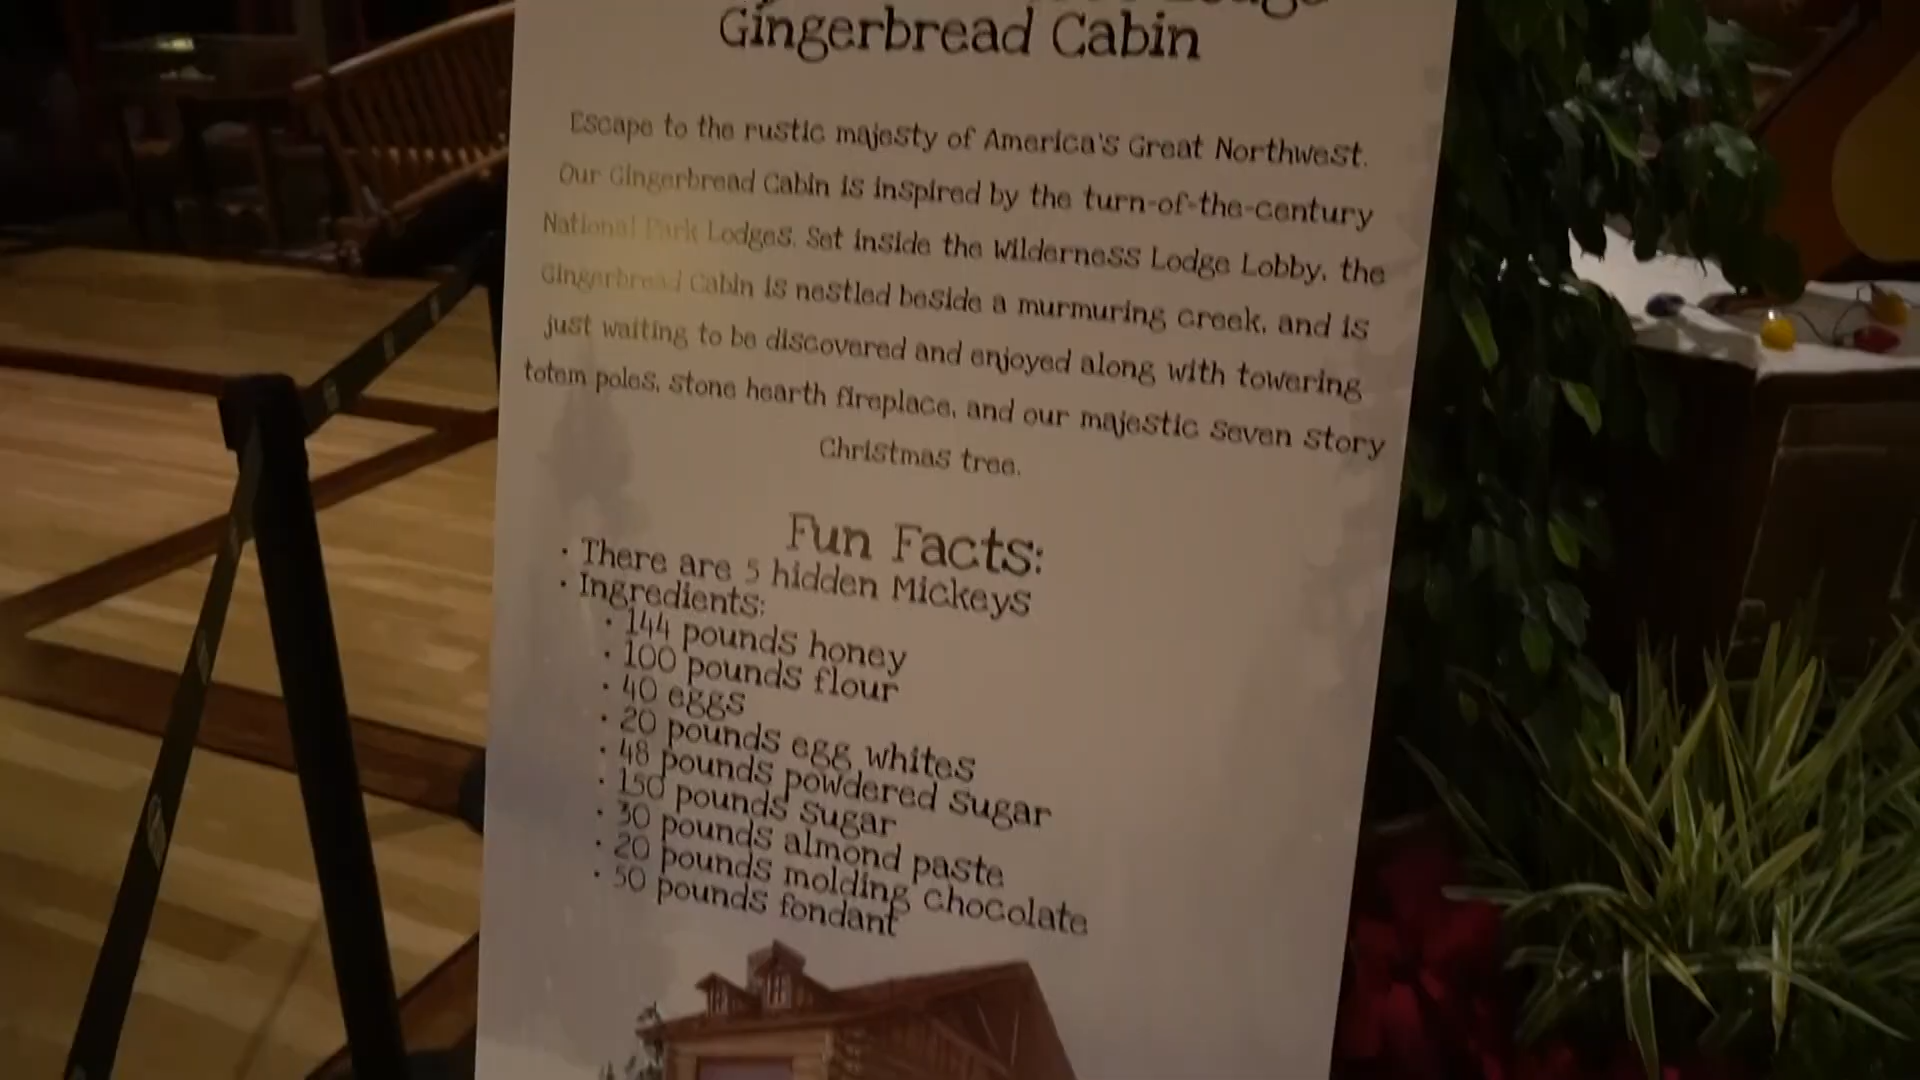 Lodge
Gingerbread Cabin
Escape to the rustic majesty of America's Great Northwest.
Our Gingerbread Cabin is inspired by the turn-of-the-century
National Park Lodges. Set inside the Wilderness Lodge Lobby, the
Gingerbread Cabin is nestled beside a murmuring creek, and is
just waiting to be discovered and enjoyed along with towering
totem poles, stone hearth fireplace, and our majestic seven story
Christmas tree.
Fun Facts:
• There are 5 hidden Mickeys
• Ingredients:
• 144 pounds honey
• 100 pounds flour
• 40 eggs
• 20 pounds egg whites
• 48 pounds powdered sugar
• 150 pounds sugar
• 30 pounds almond paste
• 20 pounds molding chocolate
• 50 pounds fondant